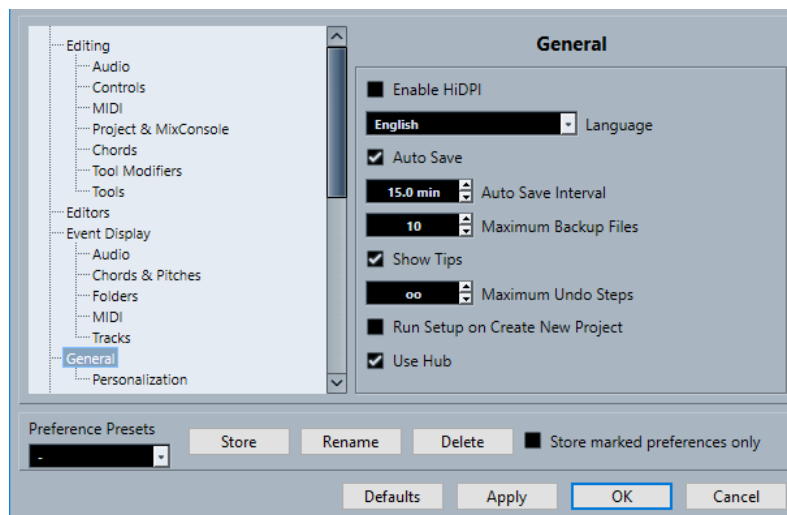 Editing
Audio
Controls
MIDI
Project & MixConsole
Chords
Tool Modifiers
Tools
Editors
Event Display
Audio
Chords & Pitches
Folders
MIDI
Tracks
General
Personalization
General
Enable HiDPI
English Language
Auto Save
15.0 min Auto Save Interval
10 Maximum Backup Files
Show Tips
oo Maximum Undo Steps
Run Setup on Create New Project
Use Hub
Preference Presets
- Store Rename Delete Store marked preferences only
Defaults Apply OK Cancel